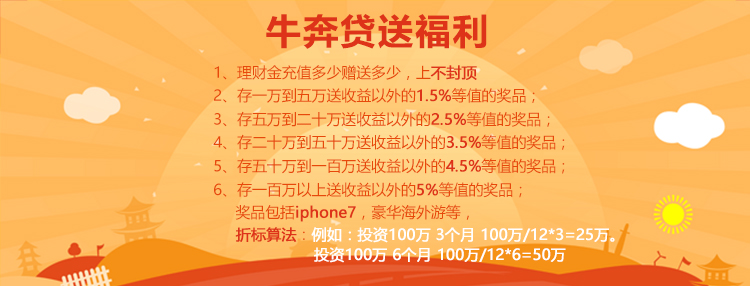 牛奔贷送福利
1、理财金充值多少赠送多少，上不封顶
2、存一万到五万送收益以外的1.5%等值的奖品；
3、存五万到二十万送收益以外的2.5%等值的奖品；
4、存二十万到五十万送收益以外的3.5%等值的奖品；
5、存五十万到一百万送收益以外的4.5%等值的奖品；
6、存一百万以上送收益以外的5%等值的奖品；
奖品包括iphone7，豪华海外游等，
折标算法：例如：投资100万 3个月 100万/12*3=25万。
投资100万 6个月 100万/12*6=50万